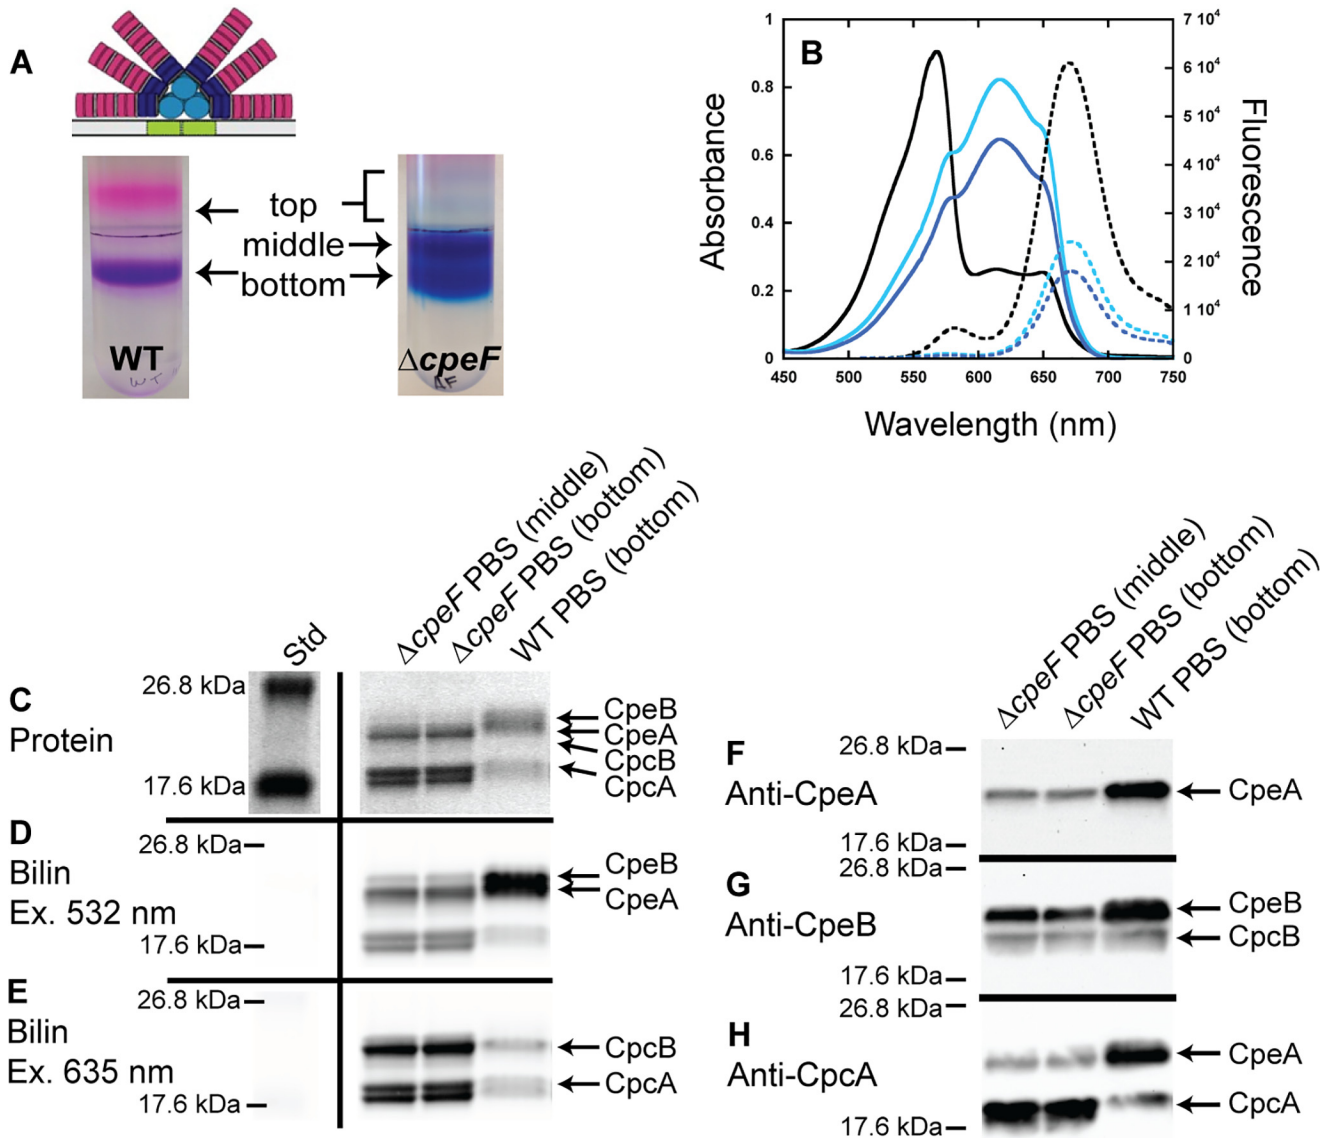 A
top
middle
bottom
WT
WT
ΔcpeF
ΔF
B
Absorbance
1
0.8
0.6
0.4
0.2
0
7 10⁴
6 10⁴
5 10⁴
4 10⁴
3 10⁴
2 10⁴
1 10⁴
0
Fluorescence
450 500 550 600 650 700 750
Wavelength (nm)
Std
ΔcpeF PBS (middle)
ΔcpeF PBS (bottom)
WT PBS (bottom)
C
Protein
26.8 kDa
17.6 kDa
CpeB
CpeA
CpcB
CpcA
D
Bilin
Ex. 532 nm
26.8 kDa
17.6 kDa
CpeB
CpeA
E
Bilin
Ex. 635 nm
26.8 kDa
17.6 kDa
CpcB
CpcA
ΔcpeF PBS (middle)
ΔcpeF PBS (bottom)
WT PBS (bottom)
F
Anti-CpeA
26.8 kDa
17.6 kDa
CpeA
G
Anti-CpeB
26.8 kDa
17.6 kDa
CpeB
CpcB
H
Anti-CpcA
26.8 kDa
17.6 kDa
CpeA
CpcA